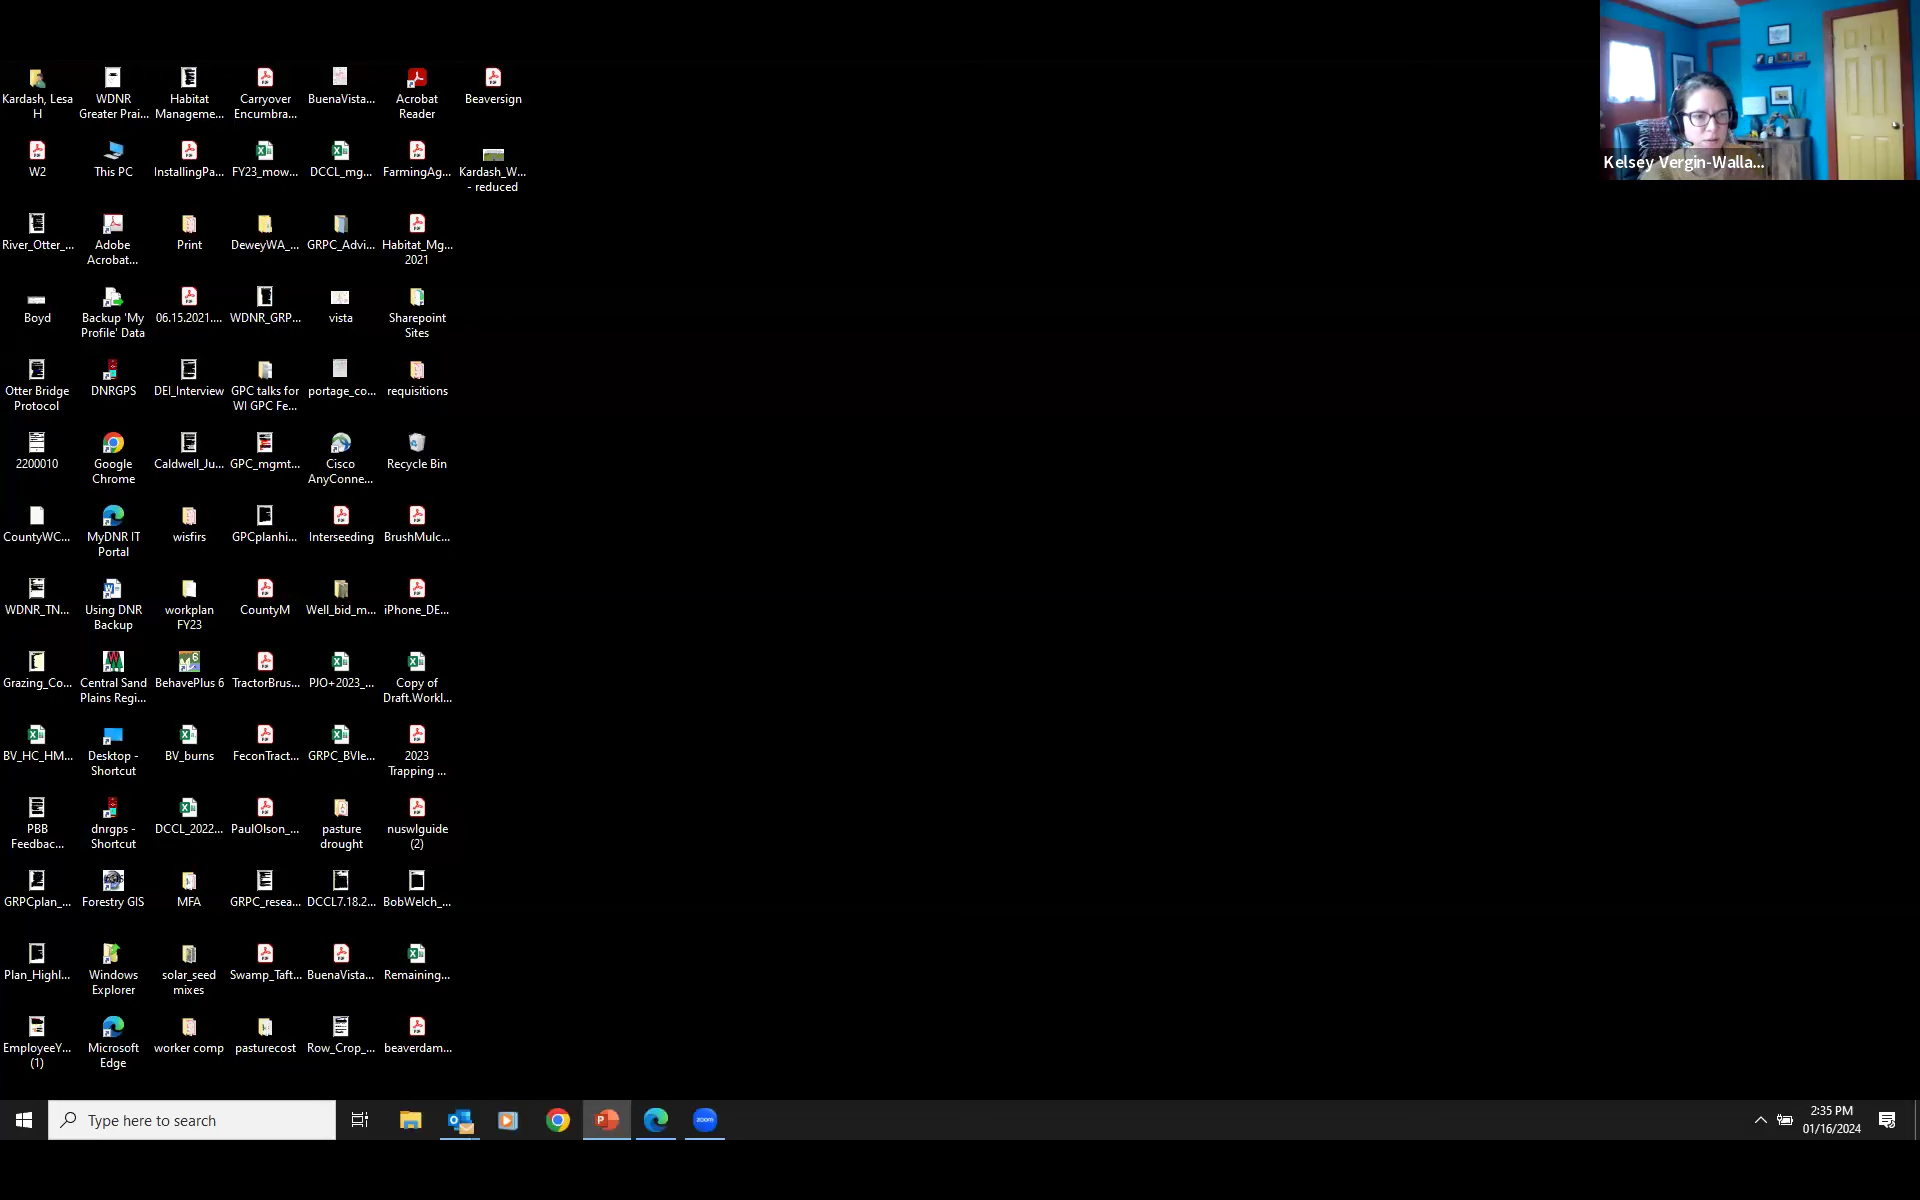 Kardash, Lesa
H
WDNR
Greater Prai...
Habitat
Manageme...
Carryover
Encumbra...
BuenaVista...
Acrobat
Reader
Beaversign
W2
This PC
InstallingPa...
FY23_mow...
DCCL_mg...
FarmingAg...
Kardash_W...
- reduced
River_Otter_...
Adobe
Acrobat...
Print
DeweyWA_...
GRPC_Advi...
Habitat_Mg...
2021
Boyd
Backup 'My
Profile' Data
06.15.2021....
WDNR_GRP...
vista
Sharepoint
Sites
Otter Bridge
Protocol
DNRGPS
DEI_Interview
GPC talks for
WI GPC Fe...
portage_co...
requisitions
2200010
Google
Chrome
Caldwell_Ju...
GPC_mgmt...
Cisco
AnyConne...
Recycle Bin
CountyWC...
MyDNR IT
Portal
wisfirs
GPCplanhi...
Interseeding
BrushMulc...
WDNR_TN...
Using DNR
Backup
workplan
FY23
CountyM
Well_bid_m...
iPhone_DE...
Grazing_Co...
Central Sand
Plains Regi...
BehavePlus 6
TractorBrus...
PJO+2023_...
Copy of
Draft.Workl...
BV_HC_HM...
Desktop -
Shortcut
BV_burns
FeconTract...
GRPC_BVle...
2023
Trapping ...
PBB
Feedbac...
dnrgps -
Shortcut
DCCL_2022...
PaulOlson_...
pasture
drought
nuswlguide
(2)
GRPCplan_...
Forestry GIS
MFA
GRPC_resea...
DCCL7.18.2...
BobWelch_...
Plan_Highl...
Windows
Explorer
solar_seed
mixes
Swamp_Taft...
BuenaVista...
Remaining...
EmployeeY...
(1)
Microsoft
Edge
worker comp
pasturecost
Row_Crop_...
beaverdam...
Kelsey Vergin-Walla...
Type here to search
zoom
2:35 PM
01/16/2024